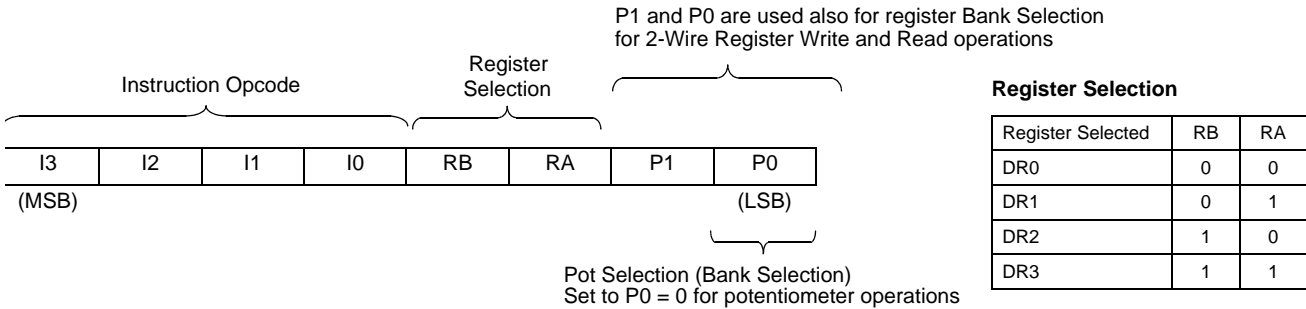 P1 and P0 are used also for register Bank Selection
for 2-Wire Register Write and Read operations
Register
Selection
Instruction Opcode
I3 I2 I1 I0 RB RA P1 P0
(MSB) (LSB)
Pot Selection (Bank Selection)
Set to P0 = 0 for potentiometer operations
Register Selection
Register Selected RB RA
DR0 0 0
DR1 0 1
DR2 1 0
DR3 1 1